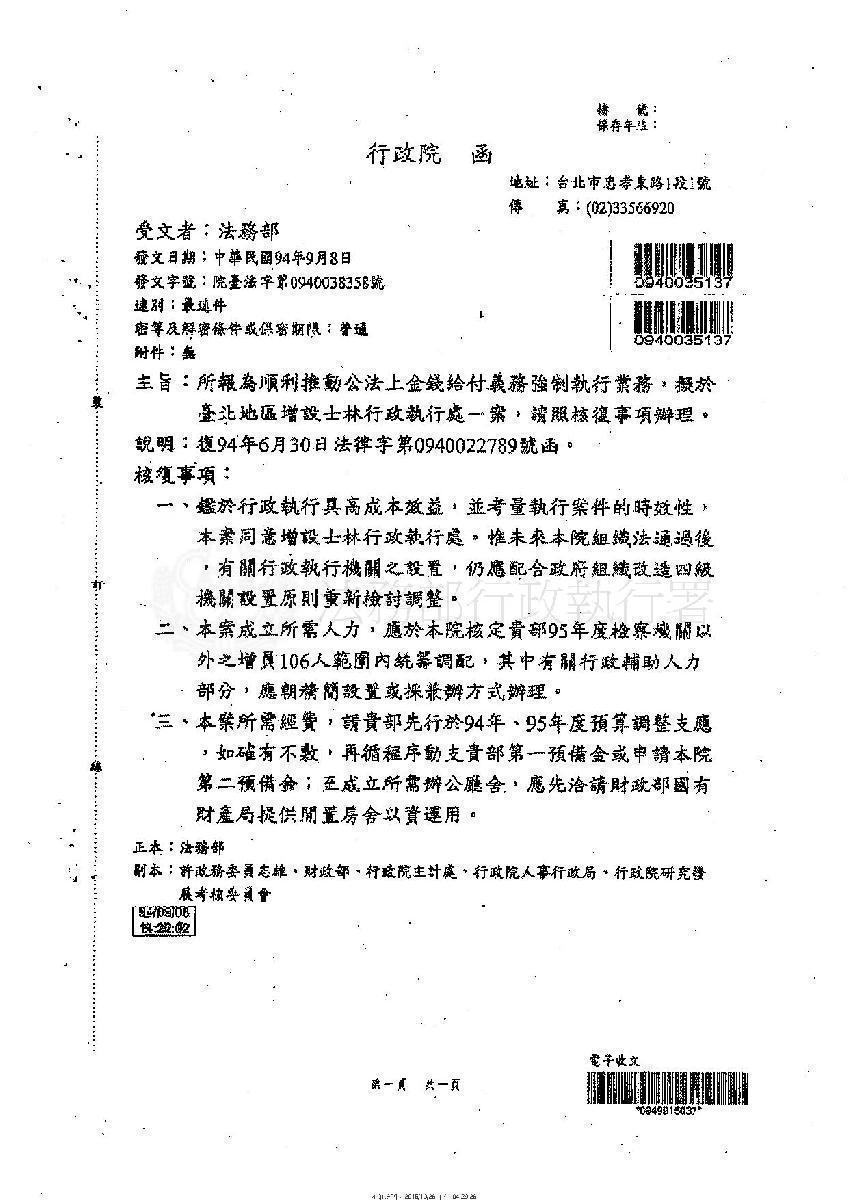 檔　號：
保存年限：
行政院　函
地址：台北市忠孝東路1段1號
傳　真：(02)33566920
受文者：法務部
發文日期：中華民國94年9月8日
發文字號：院臺法字第0940038358號
速別：最速件
密等及解密條件或保密期限：普通
附件：無
0940035137
0940035137
主旨：所報為順利推動公法上金錢給付義務強制執行業務，擬於
臺北地區增設士林行政執行處一案，請照核復事項辦理。
說明：復94年6月30日法律字第0940022789號函。
核復事項：
一、鑑於行政執行具高成本效益，並考量執行案件的時效性，
本案同意增設士林行政執行處。惟未來本院組織法通過後
，有關行政執行機關之設置，仍應配合政府組織改造四級
機關設置原則重新檢討調整。
二、本案成立所需人力，應於本院核定貴部95年度檢察機關以
外之增員106人範圍內統籌調配，其中有關行政輔助人力
部分，應朝精簡設置或採兼辦方式辦理。
三、本案所需經費，請貴部先行於94年、95年度預算調整支應
，如確有不敷，再循程序動支貴部第一預備金或申請本院
第二預備金；至成立所需辦公廳舍，應先洽請財政部國有
財產局提供閒置房舍以資運用。
正本：法務部
副本：許政務委員志雄、財政部、行政院主計處、行政院人事行政局、行政院研究發
展考核委員會
裝
訂
線
法務部行政執行署
第一頁　共一頁
電子收文